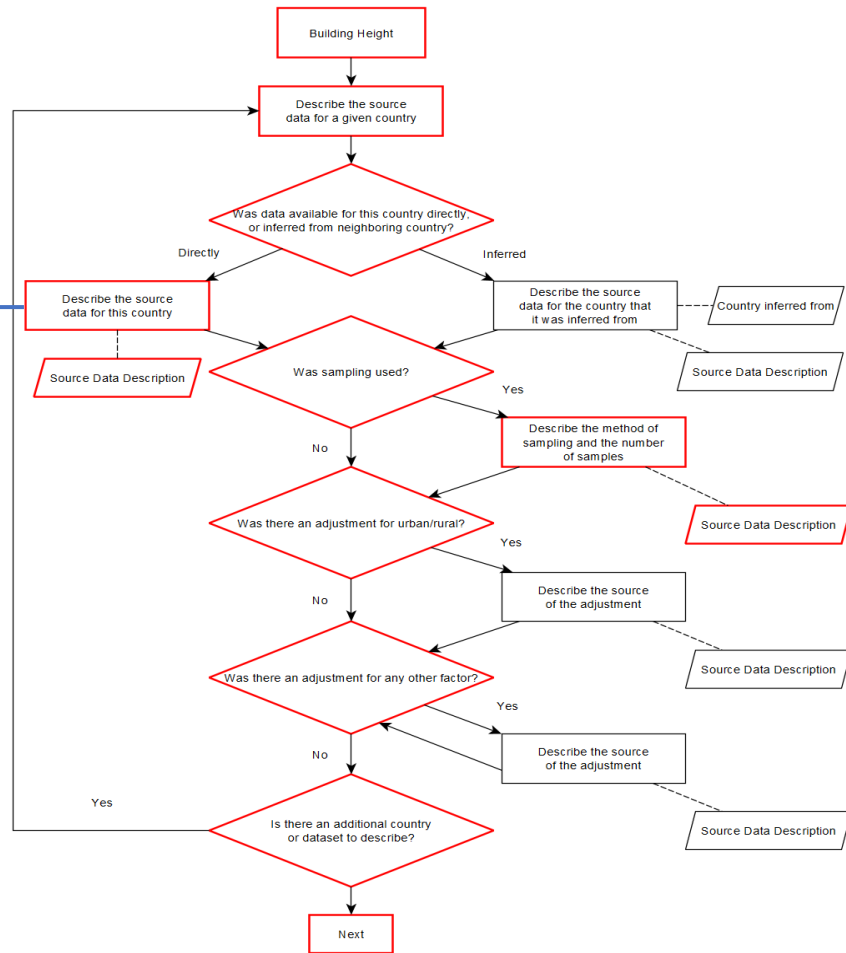 Building Height
Describe the source
data for a given country
Was data available for this country directly,
or inferred from neighboring country?
Directly
Inferred
Describe the source
data for this country
Describe the source
data for the country that
it was inferred from
Country inferred from
Source Data Description
Source Data Description
Was sampling used?
Yes
No
Describe the method of
sampling and the number
of samples
Source Data Description
Was there an adjustment for urban/rural?
Yes
No
Describe the source
of the adjustment
Source Data Description
Was there an adjustment for any other factor?
Yes
No
Describe the source
of the adjustment
Source Data Description
Yes
Is there an additional country
or dataset to describe?
Next